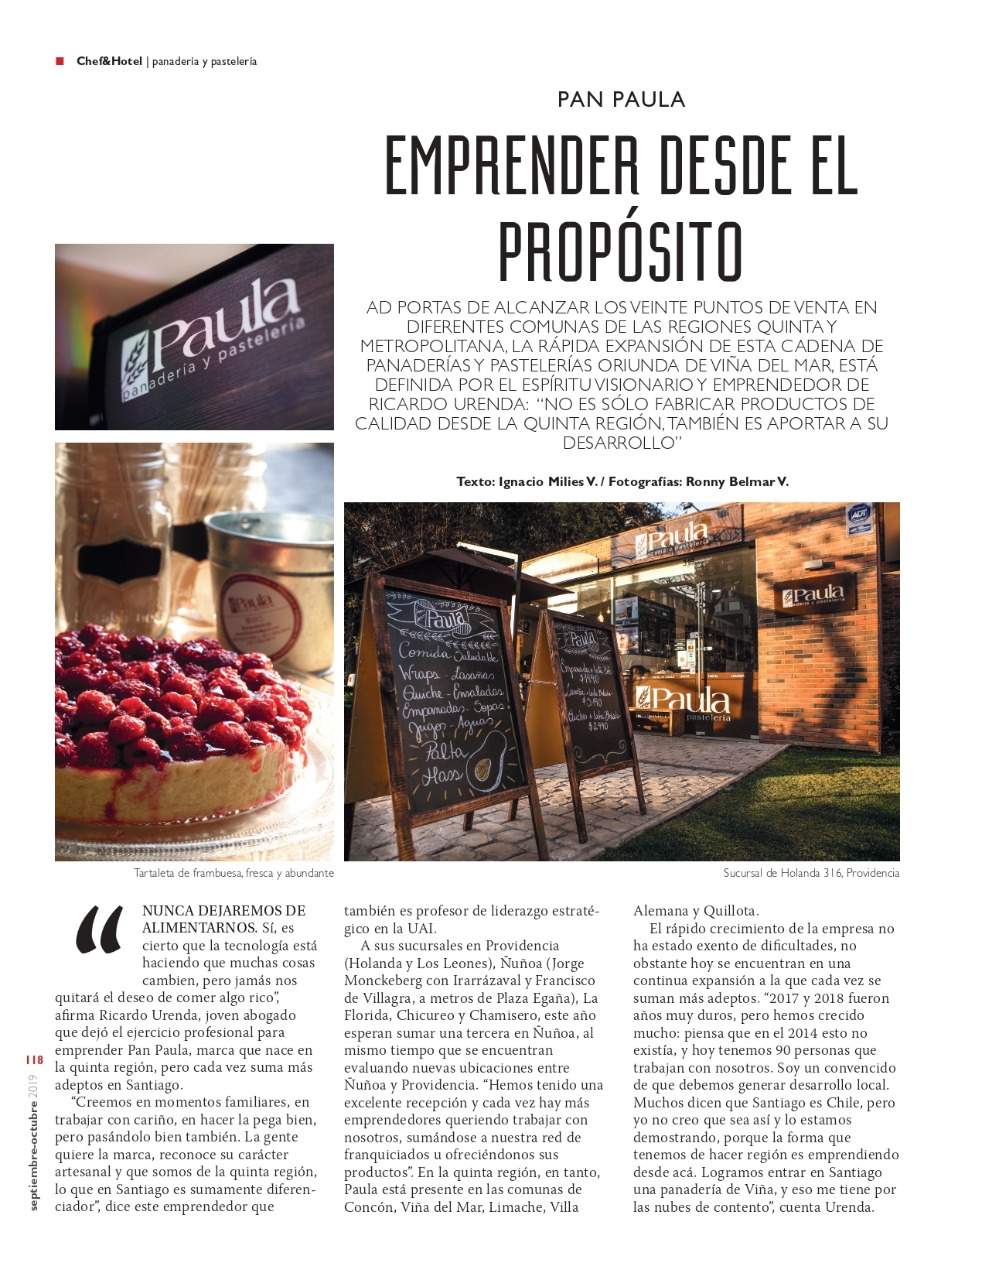 Chef&Hotel | panadería y pastelería
PAN PAULA
EMPRENDER DESDE EL
PROPÓSITO
AD PORTAS DE ALCANZAR LOS VEINTE PUNTOS DE VENTA EN
DIFERENTES COMUNAS DE LAS REGIONES QUINTA Y
METROPOLITANA, LA RÁPIDA EXPANSIÓN DE ESTA CADENA DE
PANADERÍAS Y PASTELERÍAS ORIUNDA DE VIÑA DEL MAR, ESTÁ
DEFINIDA POR EL ESPÍRITU VISIONARIO Y EMPRENDEDOR DE
RICARDO URENDA: “NO ES SÓLO FABRICAR PRODUCTOS DE
CALIDAD DESDE LA QUINTA REGIÓN, TAMBIÉN ES APORTAR A SU
DESARROLLO”
Texto: Ignacio Milies V. / Fotografías: Ronny Belmar V.
Paula
panadería y pastelería
Paula
Paula
ADT
Paula
panadería y pastelería
Paula
pastelería
Paula
Comida Saludable
Wraps - Lasañas
Quiche - Ensaladas
Empanadas - Sopas
Jugos - Aguas
Palta
Hass
Paula
Tartaleta de frambuesa, fresca y abundante
Sucursal de Holanda 316, Providencia
“
NUNCA DEJAREMOS DE
ALIMENTARNOS. Sí, es
cierto que la tecnología está
haciendo que muchas cosas
cambien, pero jamás nos
quitará el deseo de comer algo rico”,
afirma Ricardo Urenda, joven abogado
que dejó el ejercicio profesional para
emprender Pan Paula, marca que nace en
la quinta región, pero cada vez suma más
adeptos en Santiago.
“Creemos en momentos familiares, en
trabajar con cariño, en hacer la pega bien,
pero pasándolo bien también. La gente
quiere la marca, reconoce su carácter
artesanal y que somos de la quinta región,
lo que en Santiago es sumamente diferen-
ciador”, dice este emprendedor que
también es profesor de liderazgo estraté-
gico en la UAI.
A sus sucursales en Providencia
(Holanda y Los Leones), Ñuñoa (Jorge
Monckeberg con Irarrázaval y Francisco
de Villagra, a metros de Plaza Egaña), La
Florida, Chicureo y Chamisero, este año
esperan sumar una tercera en Ñuñoa, al
mismo tiempo que se encuentran
evaluando nuevas ubicaciones entre
Ñuñoa y Providencia. “Hemos tenido una
excelente recepción y cada vez hay más
emprendedores queriendo trabajar con
nosotros, sumándose a nuestra red de
franquiciados u ofreciéndonos sus
productos”. En la quinta región, en tanto,
Paula está presente en las comunas de
Concón, Viña del Mar, Limache, Villa
Alemana y Quillota.
El rápido crecimiento de la empresa no
ha estado exento de dificultades, no
obstante hoy se encuentran en una
continua expansión a la que cada vez se
suman más adeptos. “2017 y 2018 fueron
años muy duros, pero hemos crecido
mucho: piensa que en el 2014 esto no
existía, y hoy tenemos 90 personas que
trabajan con nosotros. Soy un convencido
de que debemos generar desarrollo local.
Muchos dicen que Santiago es Chile, pero
yo no creo que sea así y lo estamos
demostrando, porque la forma que
tenemos de hacer región es emprendiendo
desde acá. Logramos entrar en Santiago
una panadería de Viña, y eso me tiene por
las nubes de contento”, cuenta Urenda.
118
septiembre-octubre 2019